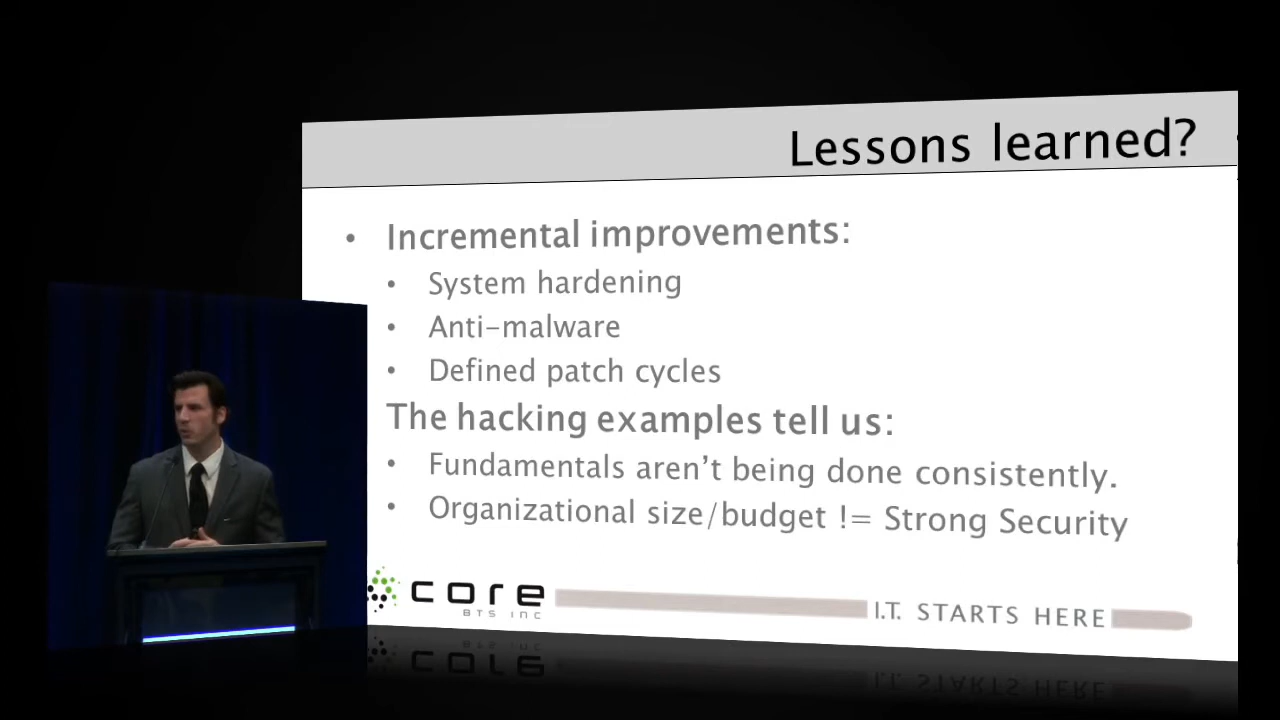 Lessons learned?
• Incremental improvements:
• System hardening
• Anti-malware
• Defined patch cycles
The hacking examples tell us:
• Fundamentals aren't being done consistently.
• Organizational size/budget != Strong Security
core
BTS INC
I.T. STARTS HERE